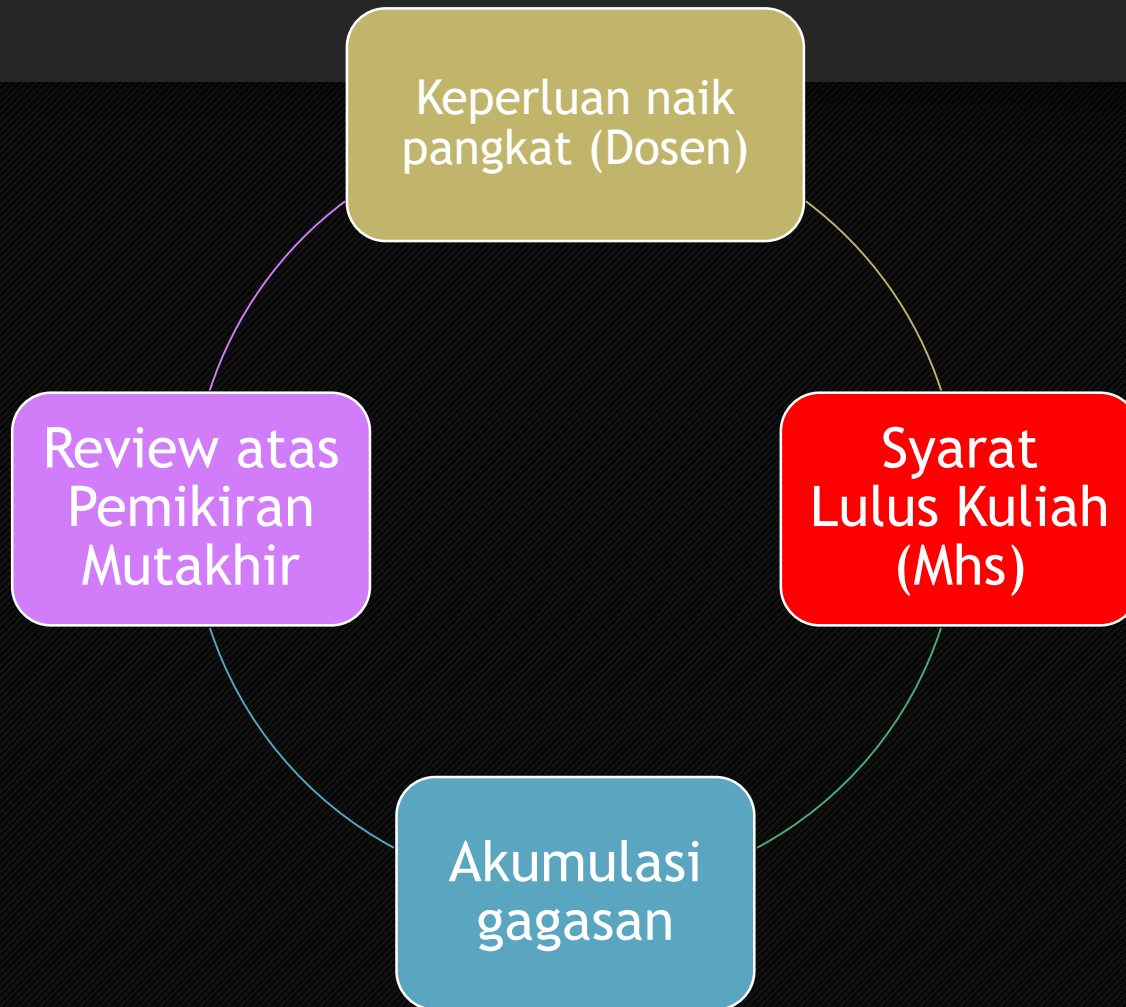 Keperluan naik
pangkat (Dosen)
Review atas
Pemikiran
Mutakhir
Syarat
Lulus Kuliah
(Mhs)
Akumulasi
gagasan